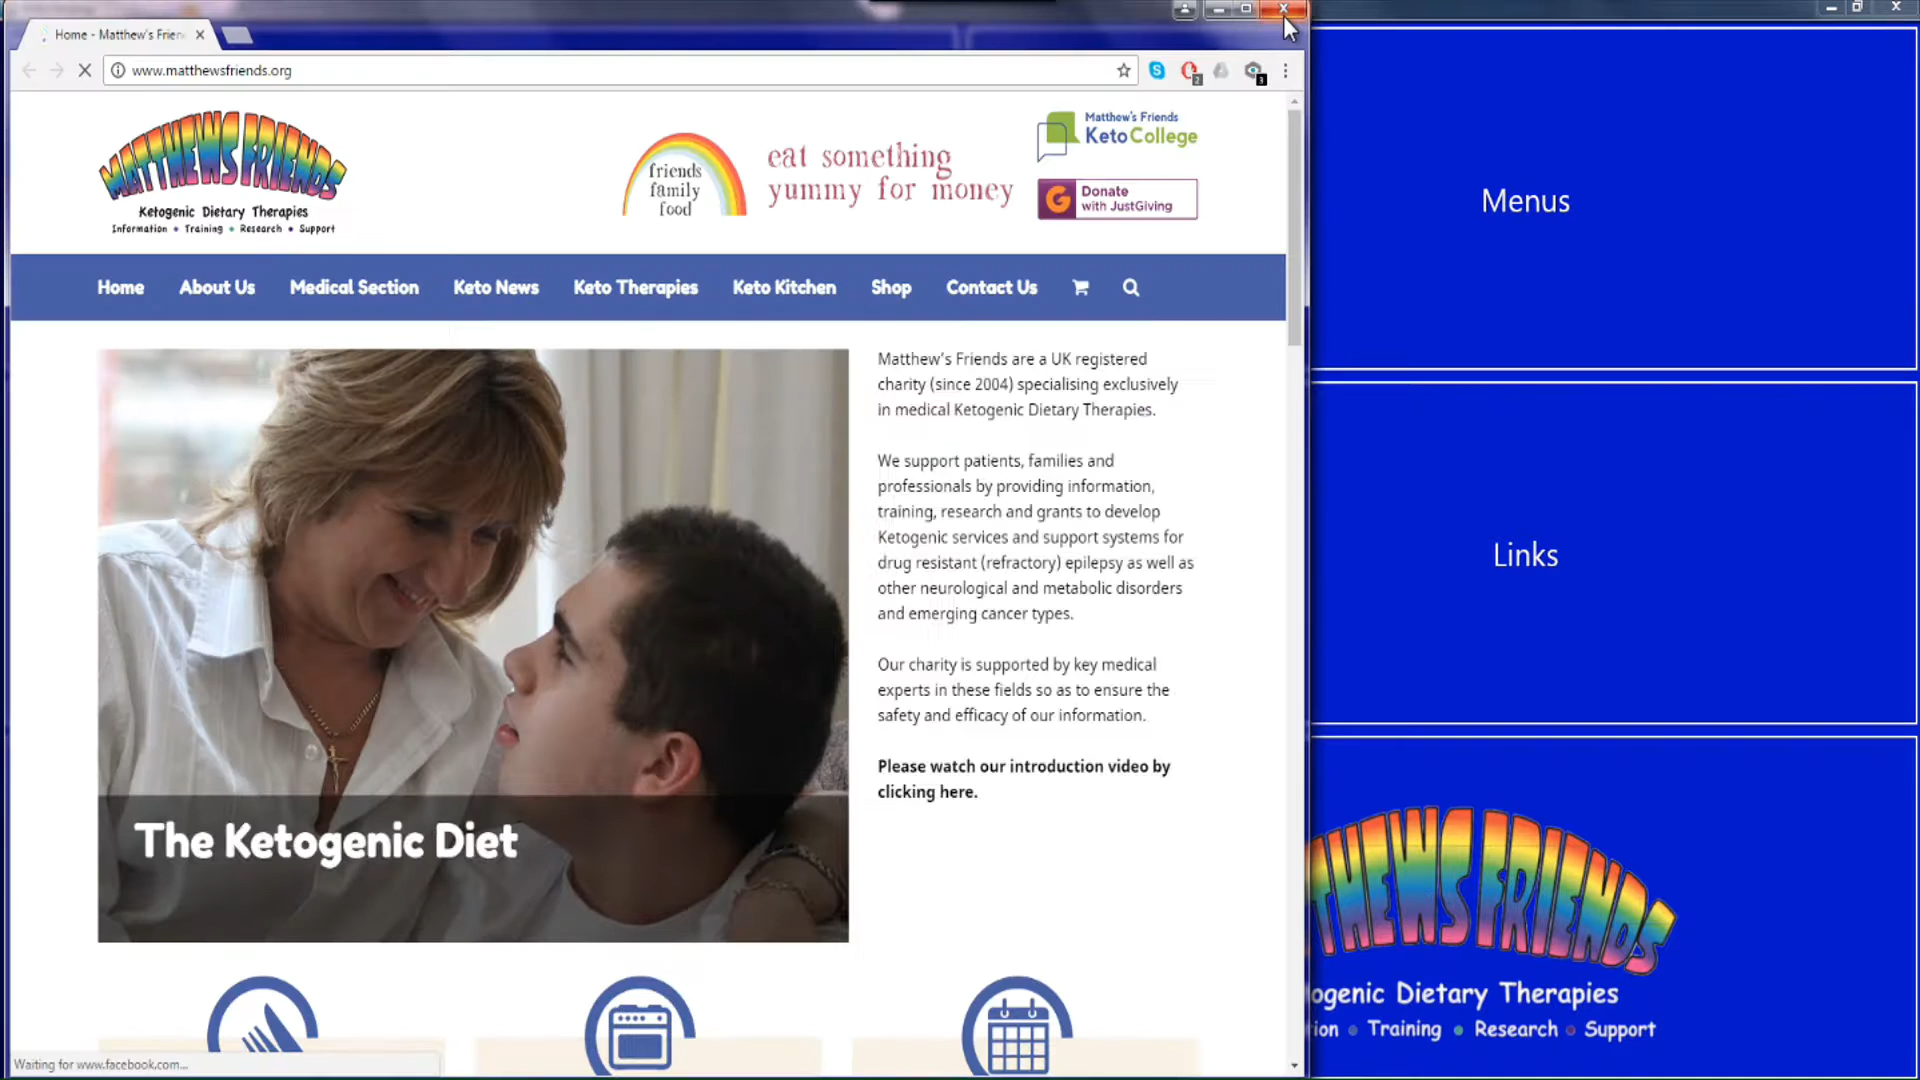 Home - Matthew's Frien
www.matthewsfriends.org
2
3
MATTHEWS FRIENDS
Ketogenic Dietary Therapies
Information • Training • Research • Support
friends
family
food
eat something
yummy for money
Matthew's Friends
KetoCollege
Donate
with JustGiving
Home About Us Medical Section Keto News Keto Therapies Keto Kitchen Shop Contact Us
Matthew's Friends are a UK registered
charity (since 2004) specialising exclusively
in medical Ketogenic Dietary Therapies.
We support patients, families and
professionals by providing information,
training, research and grants to develop
Ketogenic services and support systems for
drug resistant (refractory) epilepsy as well as
other neurological and metabolic disorders
and emerging cancer types.
Our charity is supported by key medical
experts in these fields so as to ensure the
safety and efficacy of our information.
Please watch our introduction video by
clicking here.
The Ketogenic Diet
Waiting for www.facebook.com...
Menus
Links
THEWS FRIENDS
ogenic Dietary Therapies
tion • Training • Research • Support